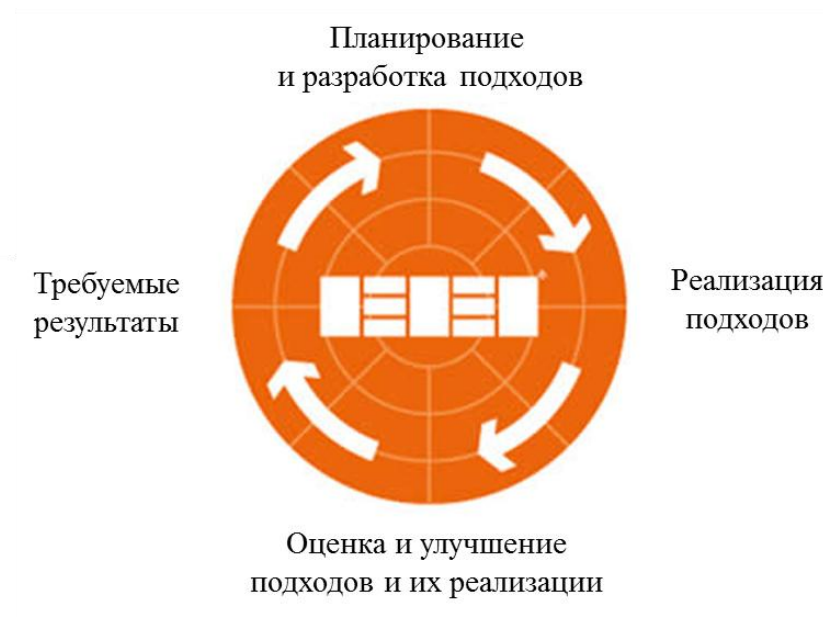 Планирование
и разработка подходов
Требуемые
результаты
Реализация
подходов
Оценка и улучшение
подходов и их реализации